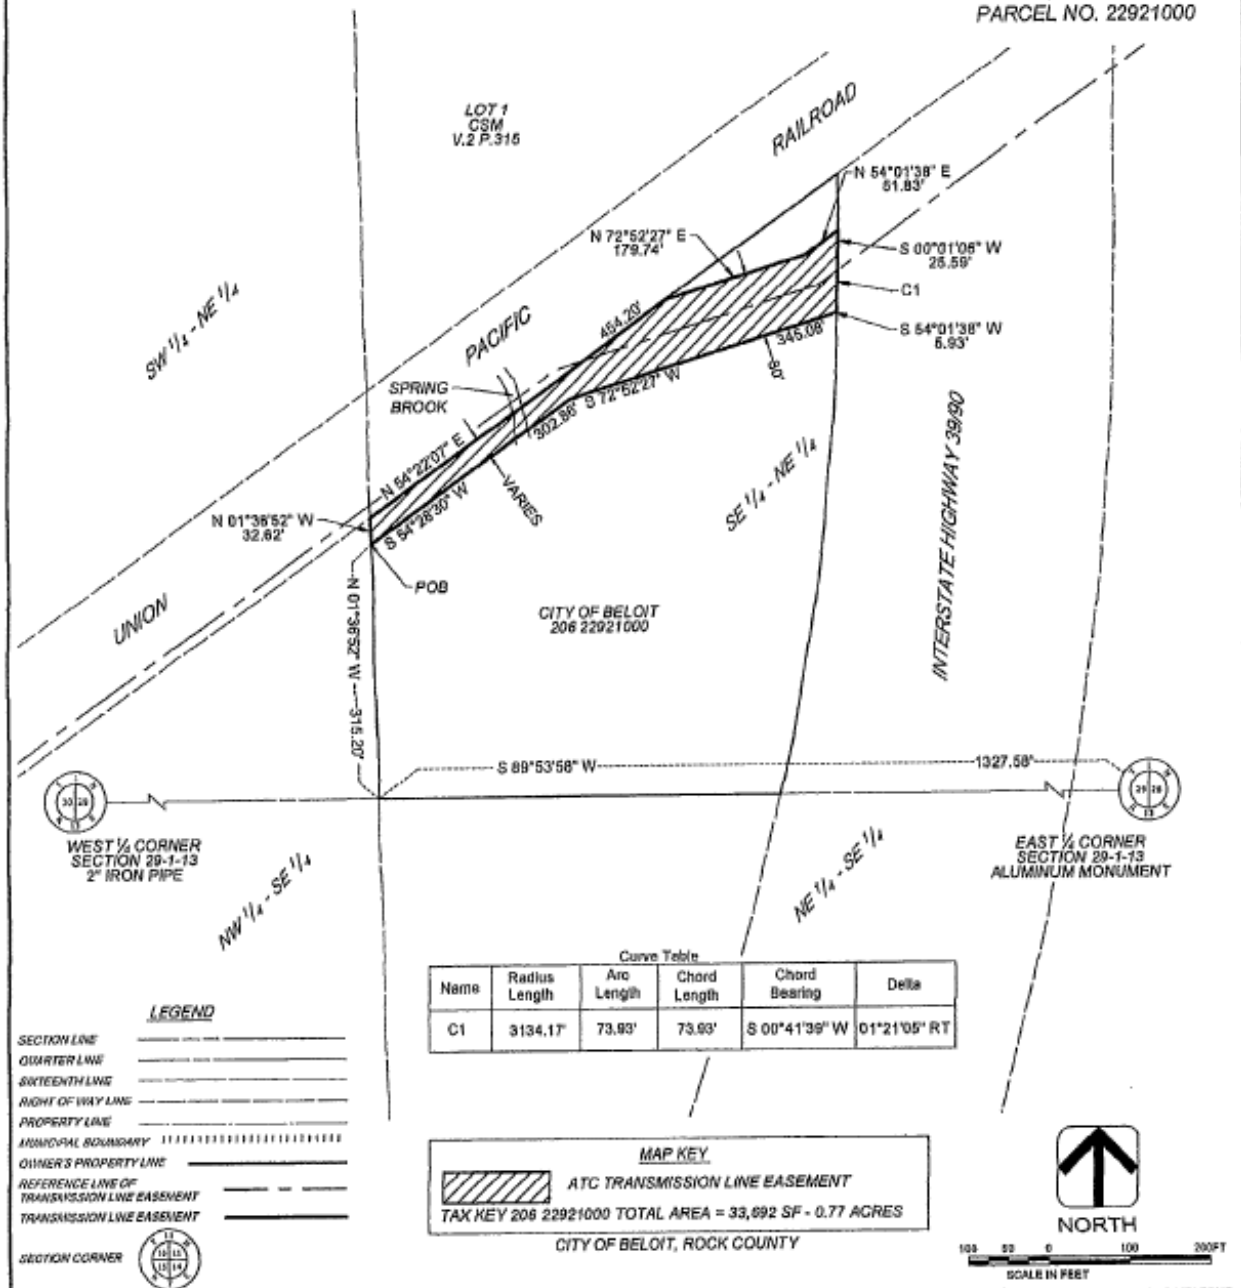 PARCEL NO. 22921000
LOT 1
CSM
V.2 P.315
RAILROAD
N 54°01'38" E
61.83'
N 72°52'27" E
179.74'
S 00°01'06" W
25.59'
C1
S 54°01'38" W
5.93'
SW 1/4 - NE 1/4
PACIFIC
454.20'
345.08'
80'
SPRING
BROOK
S 72°52'27" W
302.86'
N 54°22'07" E
VARIES
S 54°28'30" W
N 01°36'52" W
32.62'
SE 1/4 - NE 1/4
INTERSTATE HIGHWAY 39/90
POB
UNION
CITY OF BELOIT
206 22921000
N 01°36'52" W
315.20'
S 89°53'58" W
1327.58'
30 29
29 28
WEST 1/4 CORNER
SECTION 29-1-13
2" IRON PIPE
EAST 1/4 CORNER
SECTION 29-1-13
ALUMINUM MONUMENT
NW 1/4 - SE 1/4
NE 1/4 - SE 1/4
Curve Table
Name Radius Length Arc Length Chord Length Chord Bearing Delta
C1 3134.17' 73.93' 73.93' S 00°41'39" W 01°21'05" RT
LEGEND
SECTION LINE
QUARTER LINE
SIXTEENTH LINE
RIGHT OF WAY LINE
PROPERTY LINE
MUNICIPAL BOUNDARY
OWNER'S PROPERTY LINE
REFERENCE LINE OF
TRANSMISSION LINE EASEMENT
TRANSMISSION LINE EASEMENT
SECTION CORNER
MAP KEY
ATC TRANSMISSION LINE EASEMENT
TAX KEY 206 22921000 TOTAL AREA = 33,692 SF - 0.77 ACRES
CITY OF BELOIT, ROCK COUNTY
NORTH
100 50 0 100 200FT
SCALE IN FEET